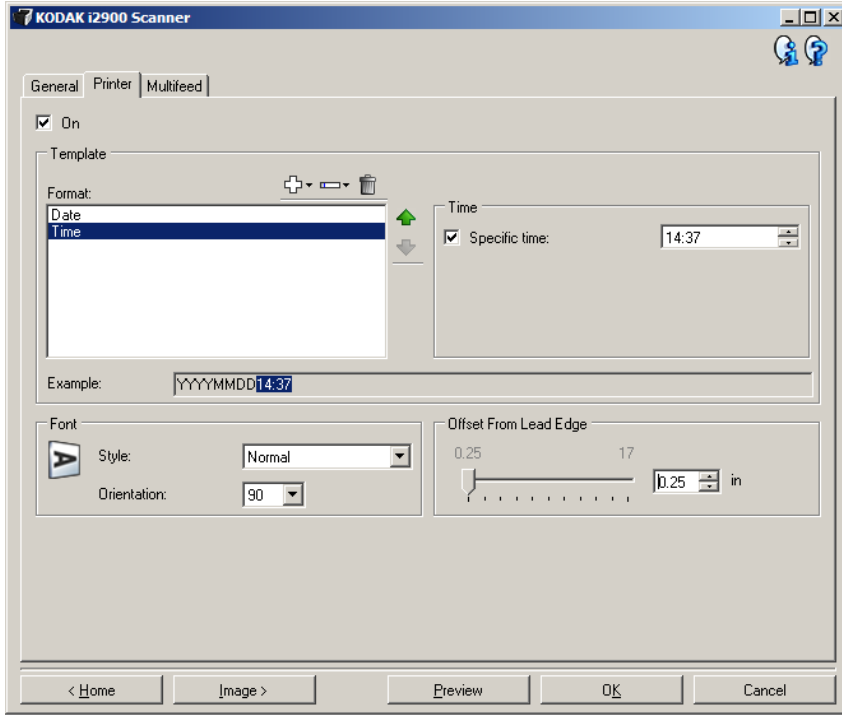 KODAK i2900 Scanner
General Printer Multifeed
On
Template
Format:
Date
Time
Time
Specific time: 14:37
Example: YYYYMMDD14:37
Font
Style: Normal
Orientation: 90
Offset From Lead Edge
0.25 17
0.25 in
< Home Image > Preview OK Cancel